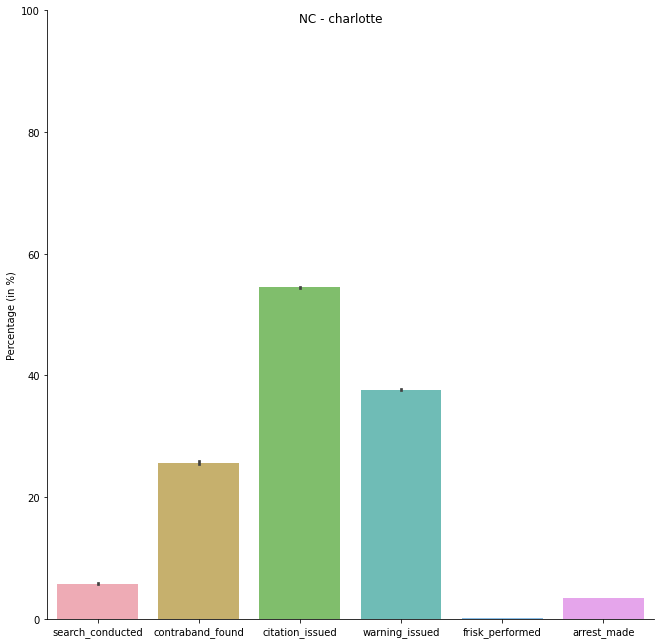 NC - charlotte
100
80
60
40
20
0
Percentage (in %)
search_conducted contraband_found citation_issued warning_issued frisk_performed arrest_made